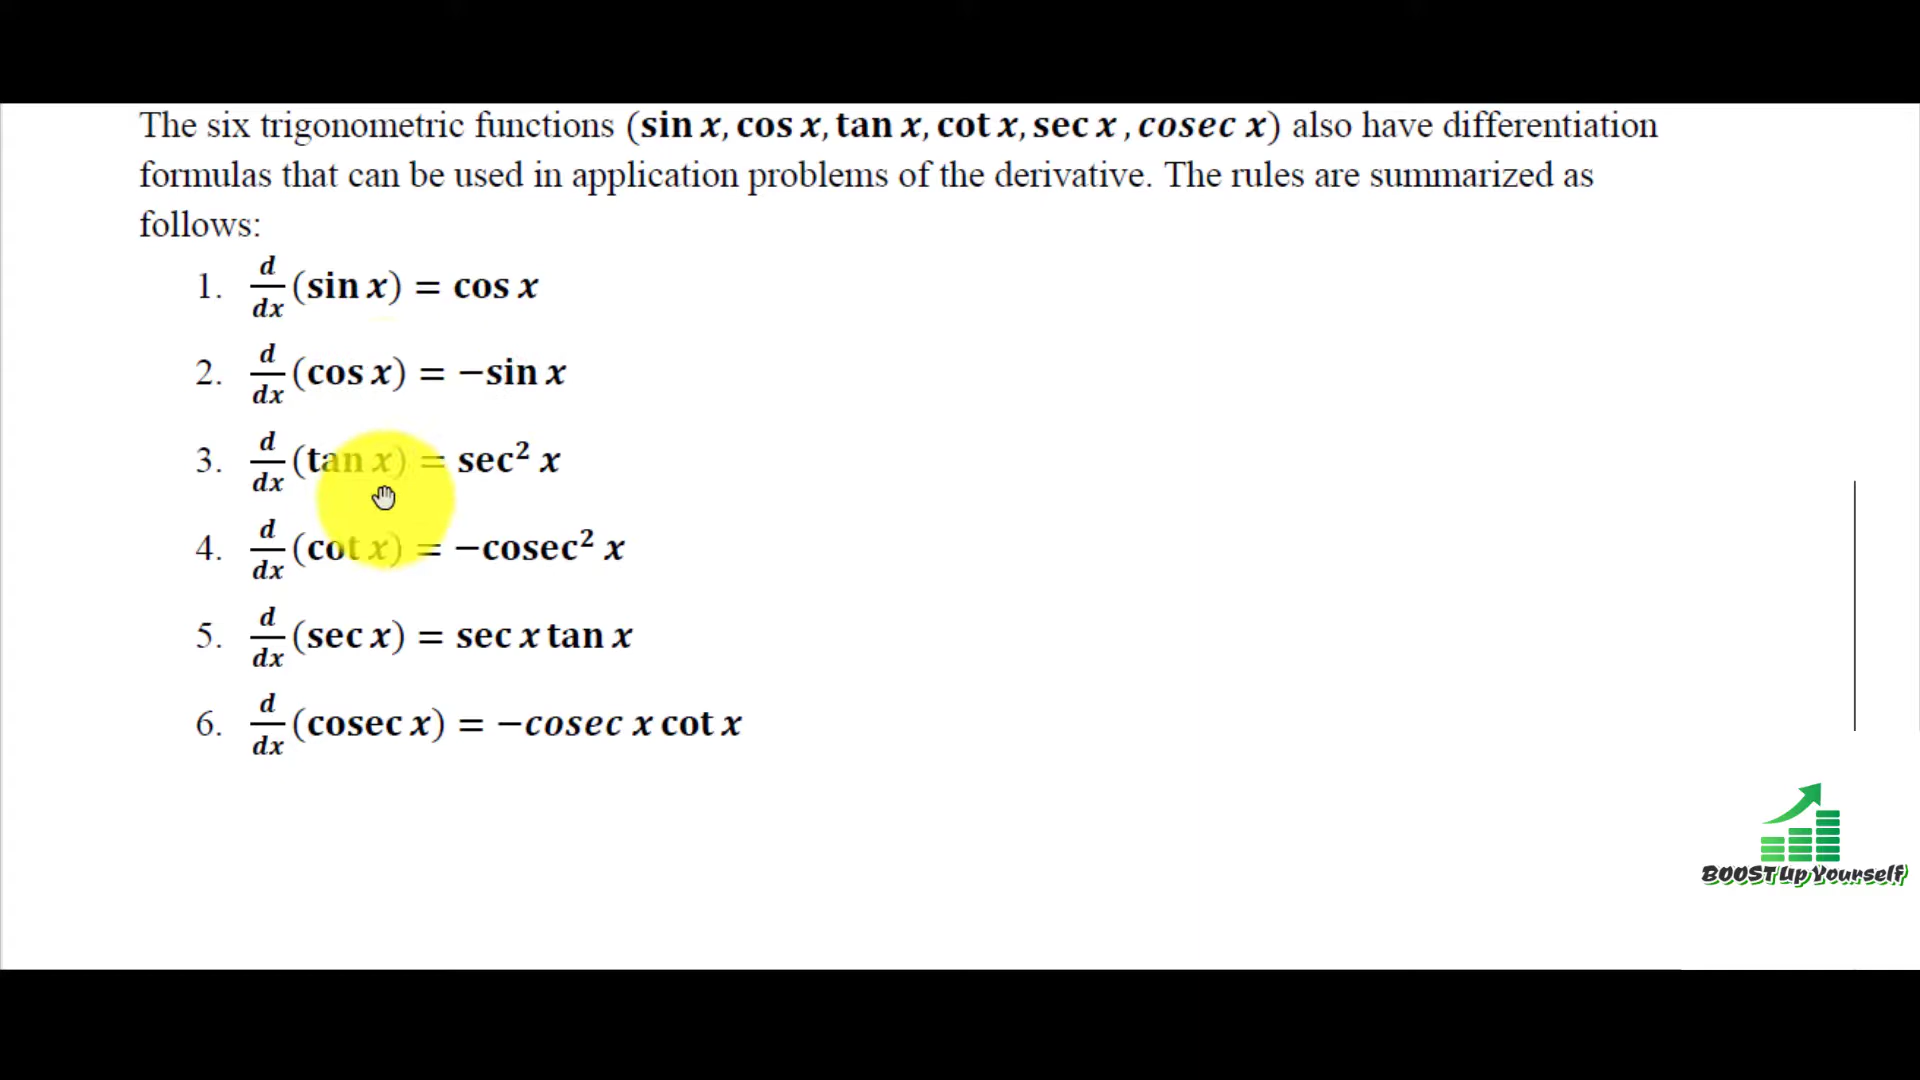 The six trigonometric functions (sin x, cos x, tan x, cot x, sec x , cosec x) also have differentiation
formulas that can be used in application problems of the derivative. The rules are summarized as
follows:
1. d/dx (sin x) = cos x
2. d/dx (cos x) = −sin x
3. d/dx (tan x) = sec² x
4. d/dx (cot x) = −cosec² x
5. d/dx (sec x) = sec x tan x
6. d/dx (cosec x) = −cosec x cot x
BOOST Up Yourself